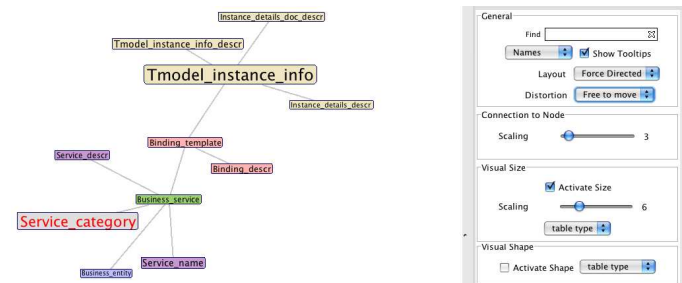 Instance_details_doc_descr
Tmodel_instance_info_descr
Tmodel_instance_info
Instance_details_descr
Binding_template
Service_descr
Binding_descr
Business_service
Service_category
Service_name
Business_entity
General
Find
Names Show Tooltips
Layout Force Directed
Distortion Free to move
Connection to Node
Scaling 3
Visual Size
Activate Size
Scaling 6
table type
Visual Shape
Activate Shape table type